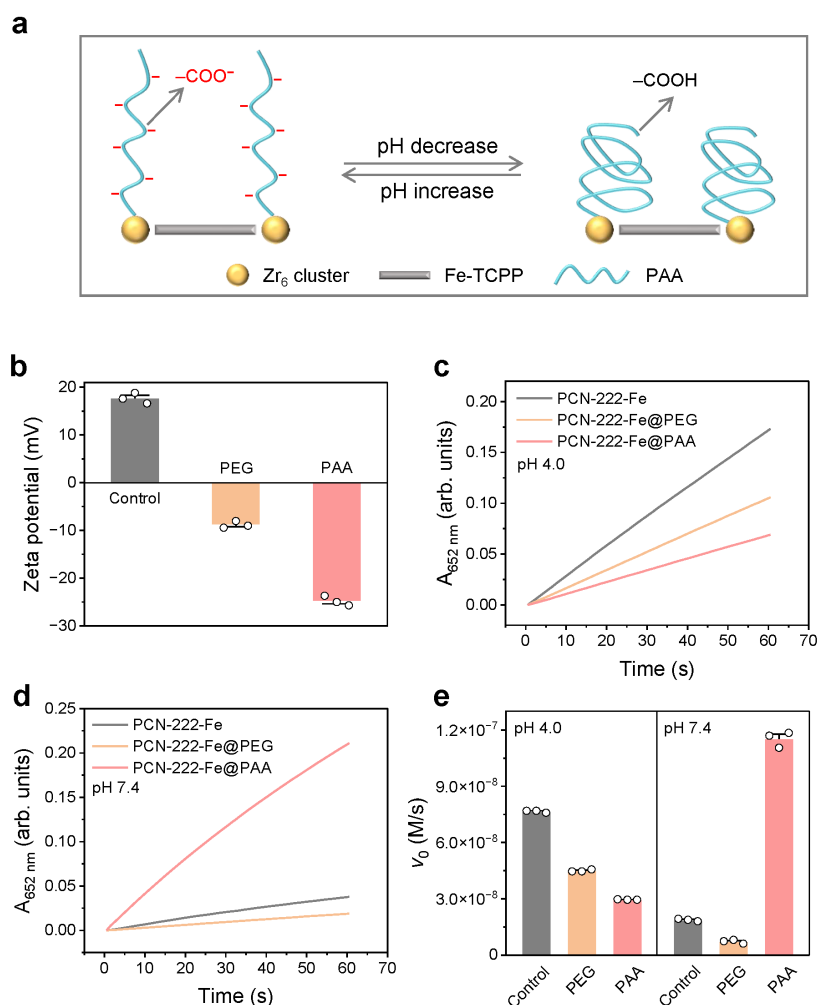 a
–COO⁻
–COOH
pH decrease
pH increase
Zr₆ cluster
Fe-TCPP
PAA
b
Zeta potential (mV)
20
10
0
−10
−20
−30
Control
PEG
PAA
c
A₆₅₂ ₙₘ (arb. units)
0.20
0.15
0.10
0.05
0.00
PCN-222-Fe
PCN-222-Fe@PEG
PCN-222-Fe@PAA
pH 4.0
0 10 20 30 40 50 60 70
Time (s)
d
A₆₅₂ ₙₘ (arb. units)
0.25
0.20
0.15
0.10
0.05
0.00
PCN-222-Fe
PCN-222-Fe@PEG
PCN-222-Fe@PAA
pH 7.4
0 10 20 30 40 50 60 70
Time (s)
e
v₀ (M/s)
1.2×10⁻⁷
9.0×10⁻⁸
6.0×10⁻⁸
3.0×10⁻⁸
0
pH 4.0
pH 7.4
Control PEG PAA Control PEG PAA